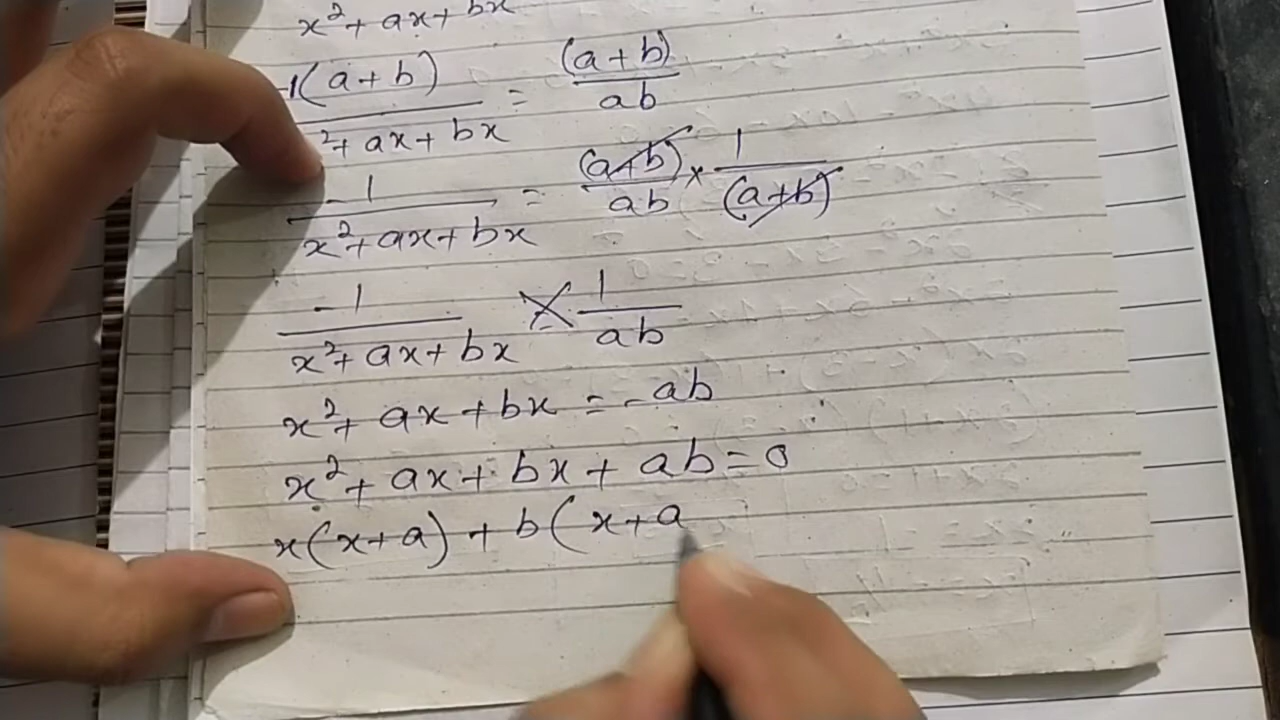 x² + ax + bx
-1(a+b) / x² + ax + bx = (a+b) / ab
-1 / x² + ax + bx = (a+b) / ab × 1 / (a+b)
-1 / x² + ax + bx × 1 / ab
x² + ax + bx = -ab
x² + ax + bx + ab = 0
x(x+a) + b(x+a